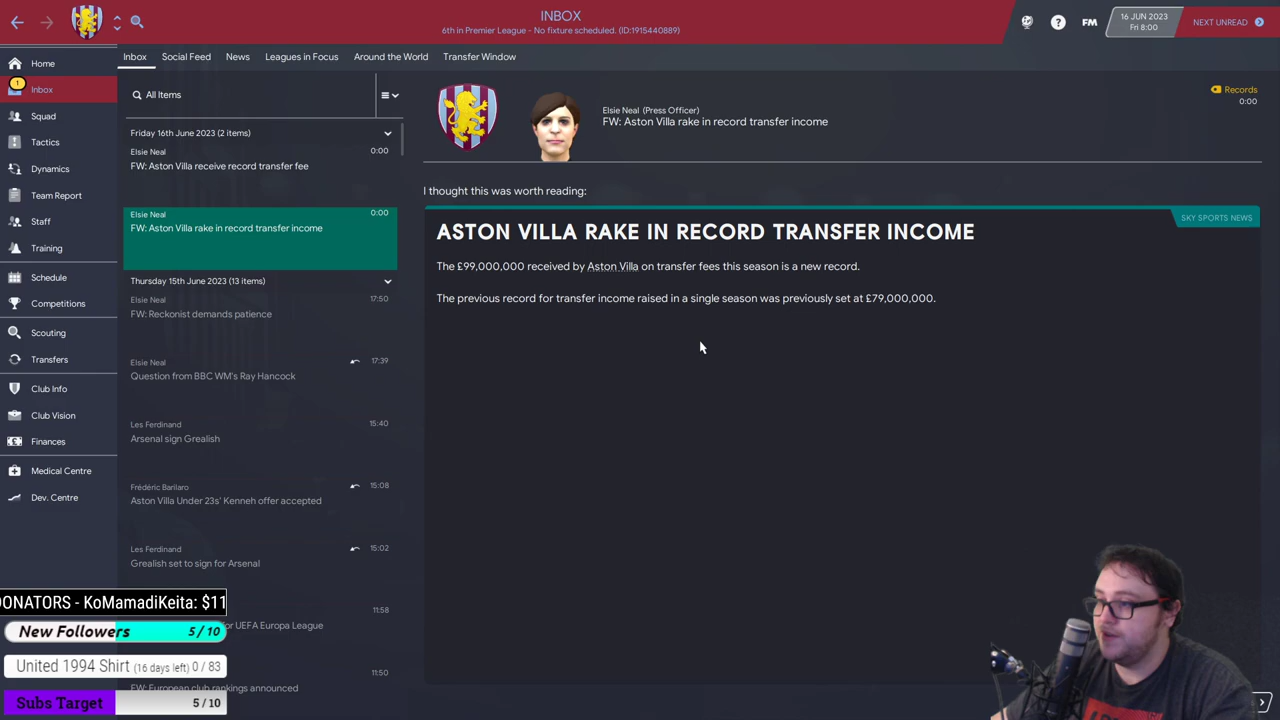 INBOX
6th in Premier League - No fixture scheduled. (ID:1915440889)
FM
16 JUN 2023
Fri 8:00
NEXT UNREAD
Inbox
Social Feed
News
Leagues in Focus
Around the World
Transfer Window
Home
1
Inbox
Squad
Tactics
Dynamics
Team Report
Staff
Training
Schedule
Competitions
Scouting
Transfers
Club Info
Club Vision
Finances
Medical Centre
Dev. Centre
All Items
Friday 16th June 2023 (2 items)
Elsie Neal 0:00
FW: Aston Villa receive record transfer fee
Elsie Neal 0:00
FW: Aston Villa rake in record transfer income
Thursday 15th June 2023 (13 items)
Elsie Neal 17:50
FW: Reckonist demands patience
Elsie Neal 17:39
Question from BBC WM's Ray Hancock
Les Ferdinand 15:40
Arsenal sign Grealish
Frédéric Barilaro 15:08
Aston Villa Under 23s' Kenneh offer accepted
Les Ferdinand 15:02
Grealish set to sign for Arsenal
11:58
for UEFA Europa League
11:50
FW: European club rankings announced
Elsie Neal (Press Officer)
FW: Aston Villa rake in record transfer income
Records
0:00
I thought this was worth reading:
SKY SPORTS NEWS
ASTON VILLA RAKE IN RECORD TRANSFER INCOME
The £99,000,000 received by Aston Villa on transfer fees this season is a new record.
The previous record for transfer income raised in a single season was previously set at £79,000,000.
DONATORS - KoMamadiKeita: $11
New Followers 5 / 10
United 1994 Shirt (16 days left) 0 / 83
Subs Target 5 / 10